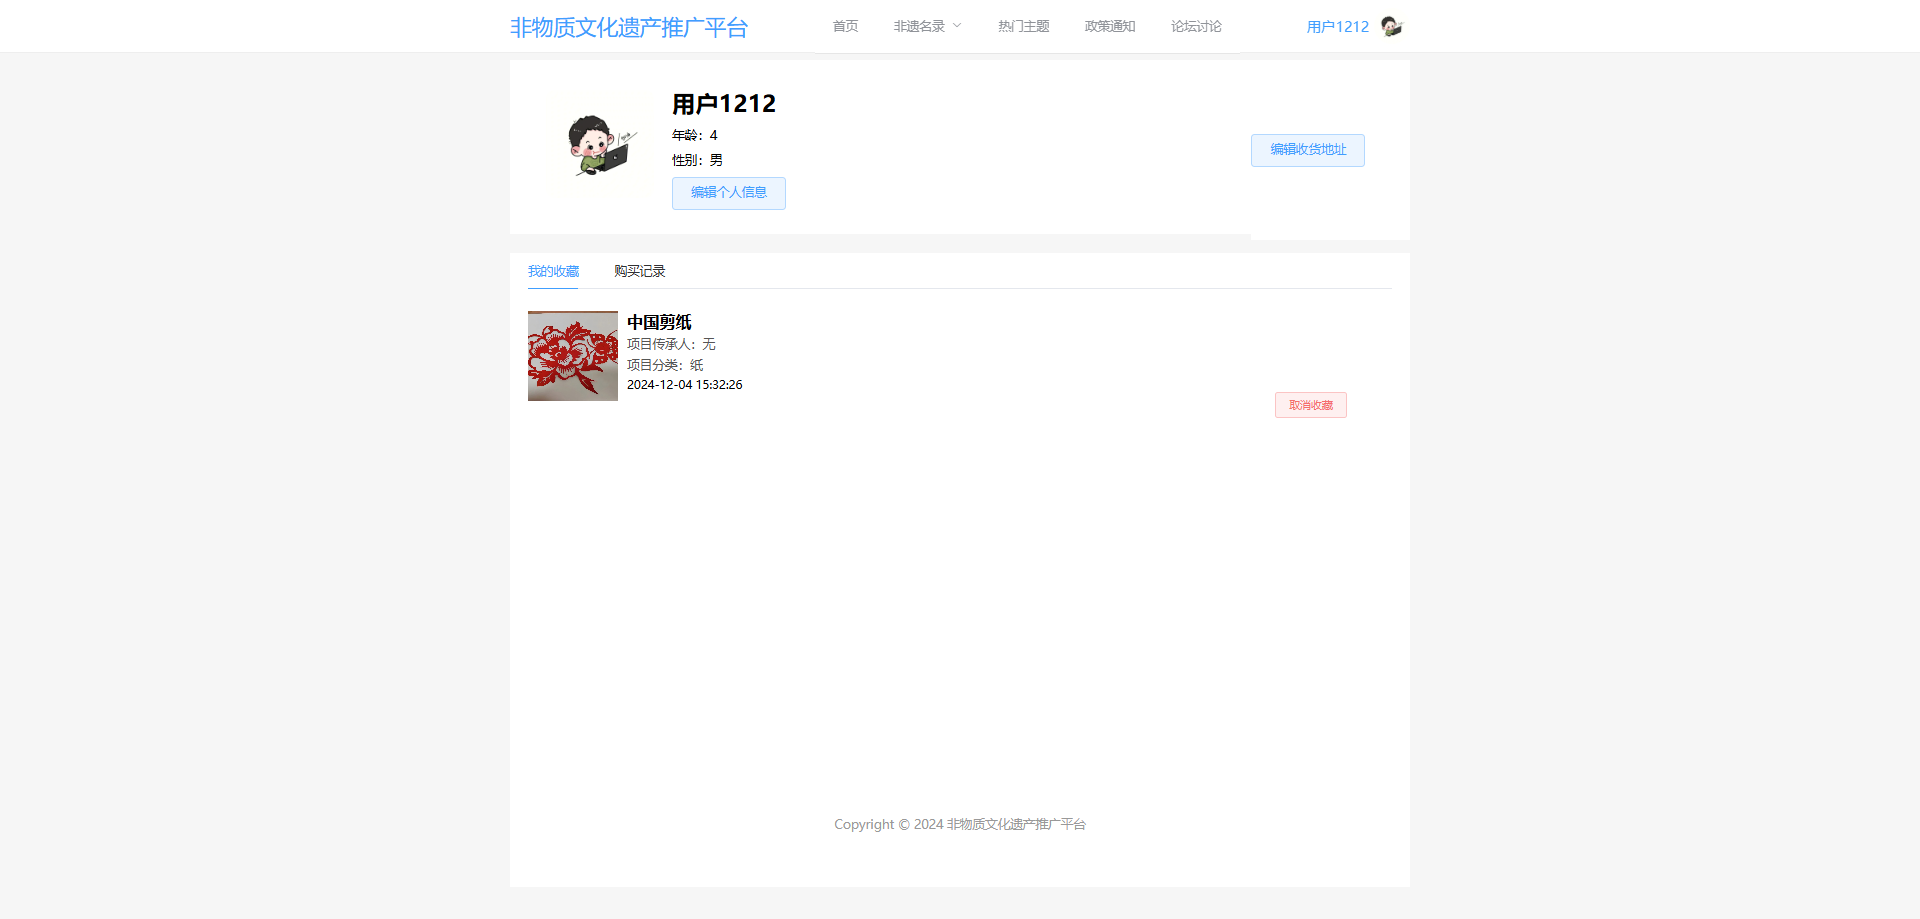 非物质文化遗产推广平台
首页 非遗名录 热门主题 政策通知 论坛讨论
用户1212
用户1212
年龄：4
性别：男
编辑个人信息
编辑收货地址
我的收藏 购买记录
中国剪纸
项目传承人：无
项目分类：纸
2024-12-04 15:32:26
取消收藏
Copyright © 2024 非物质文化遗产推广平台